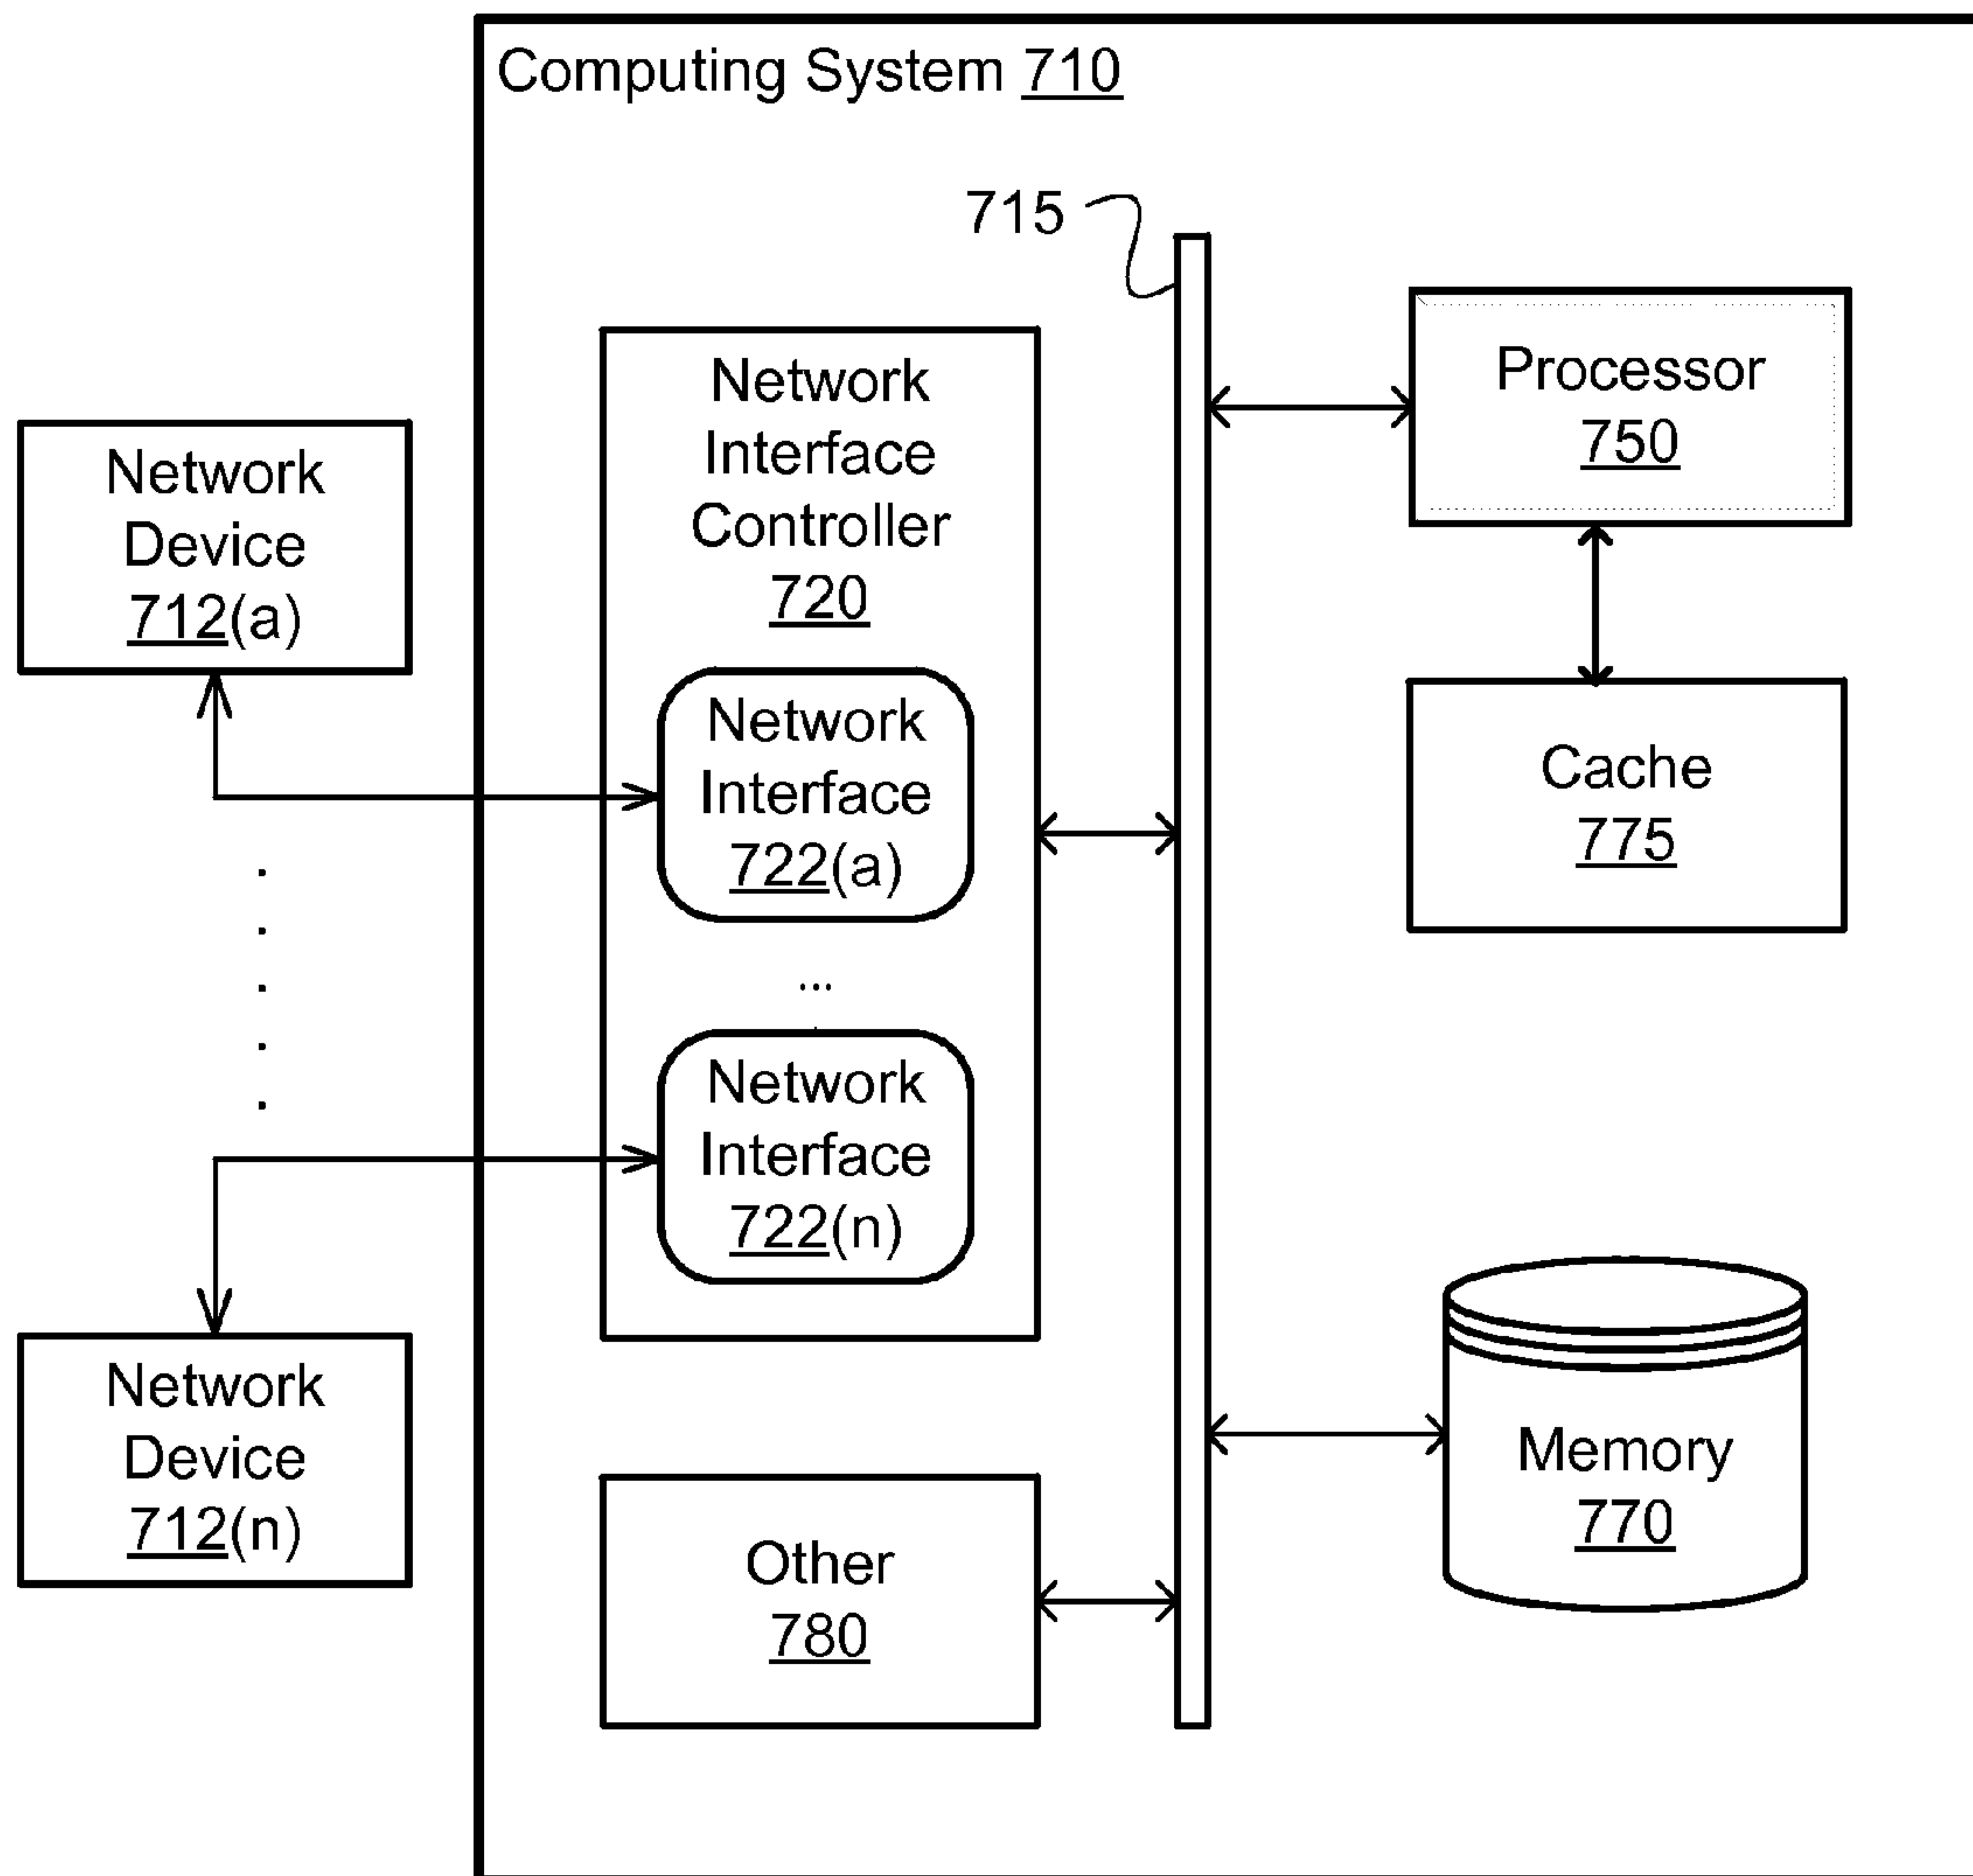 Computing System 710
715
Network
Interface
Controller
720
Processor
750
Network
Device
712(a)
Network
Interface
722(a)
Cache
775
...
Network
Interface
722(n)
Network
Device
712(n)
Memory
770
Other
780